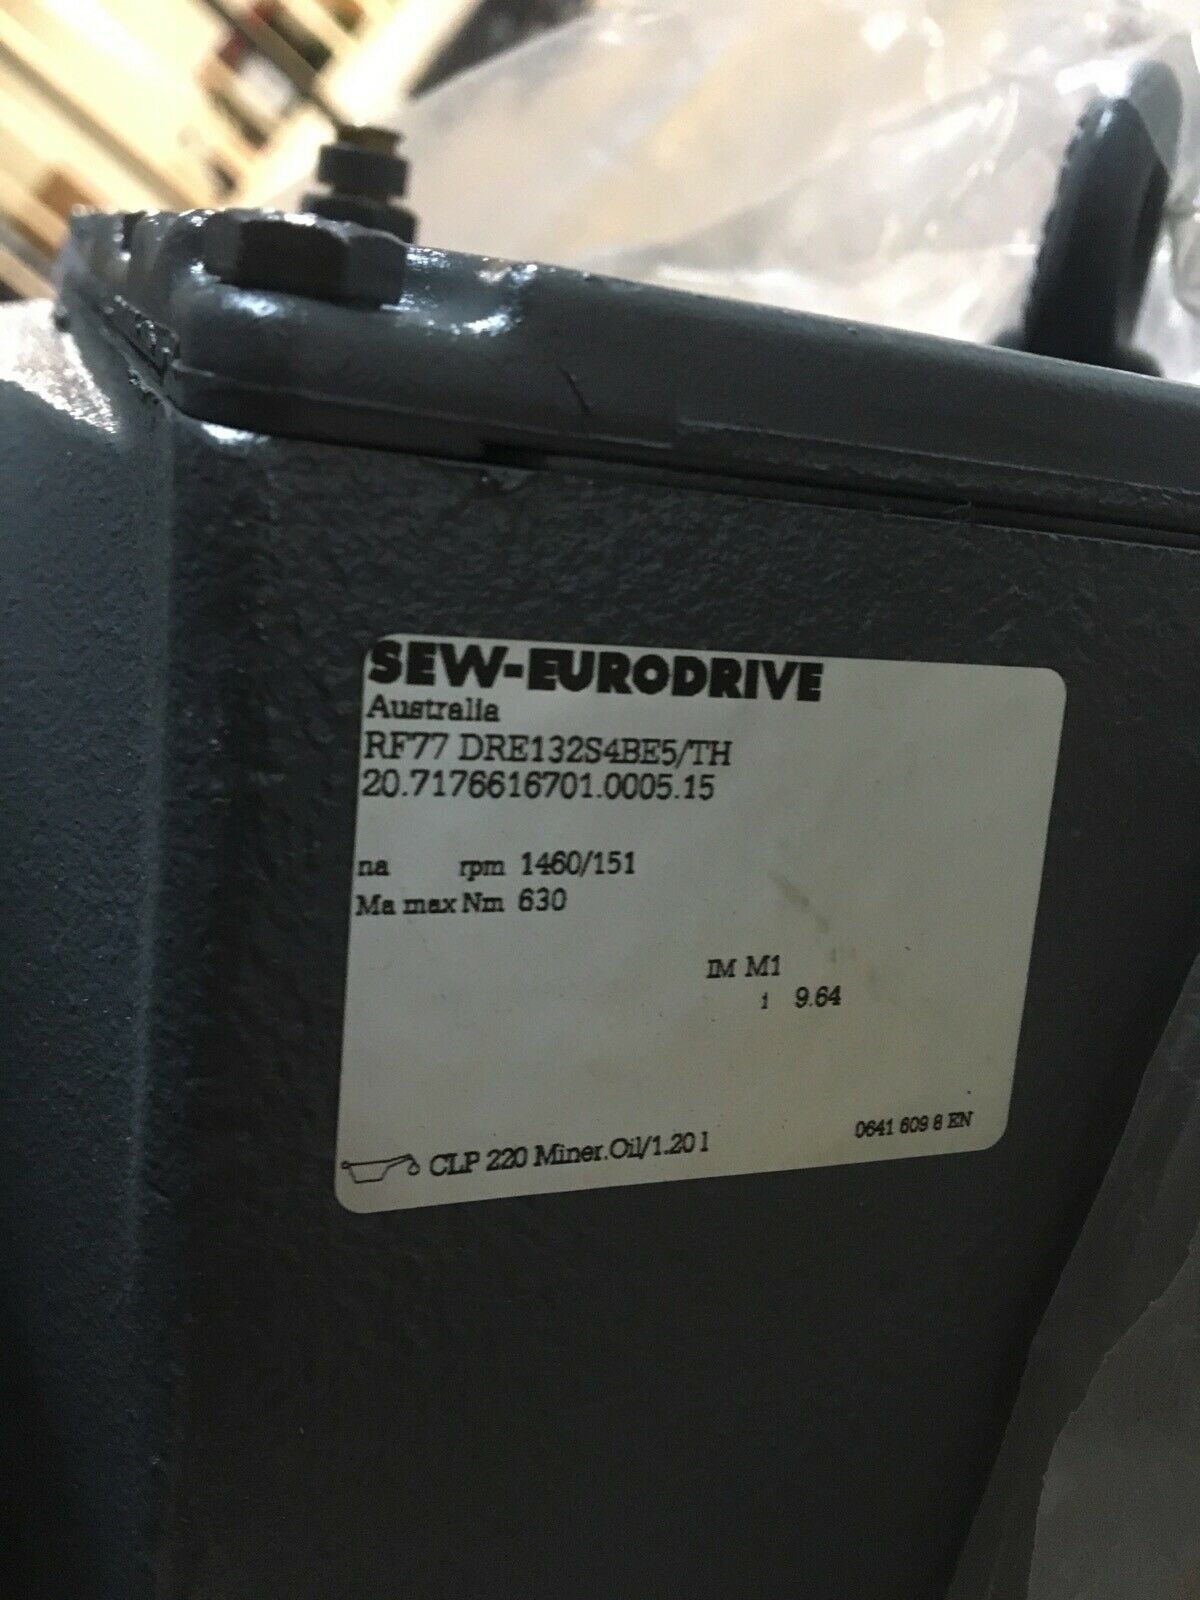 SEW-EURODRIVE
Australia
RF77 DRE132S4BE5/TH
20.7176616701.0005.15
na rpm 1460/151
Ma max Nm 630
IM M1
i 9.64
CLP 220 Miner.Oil/1.20 l
0641 609 8 EN